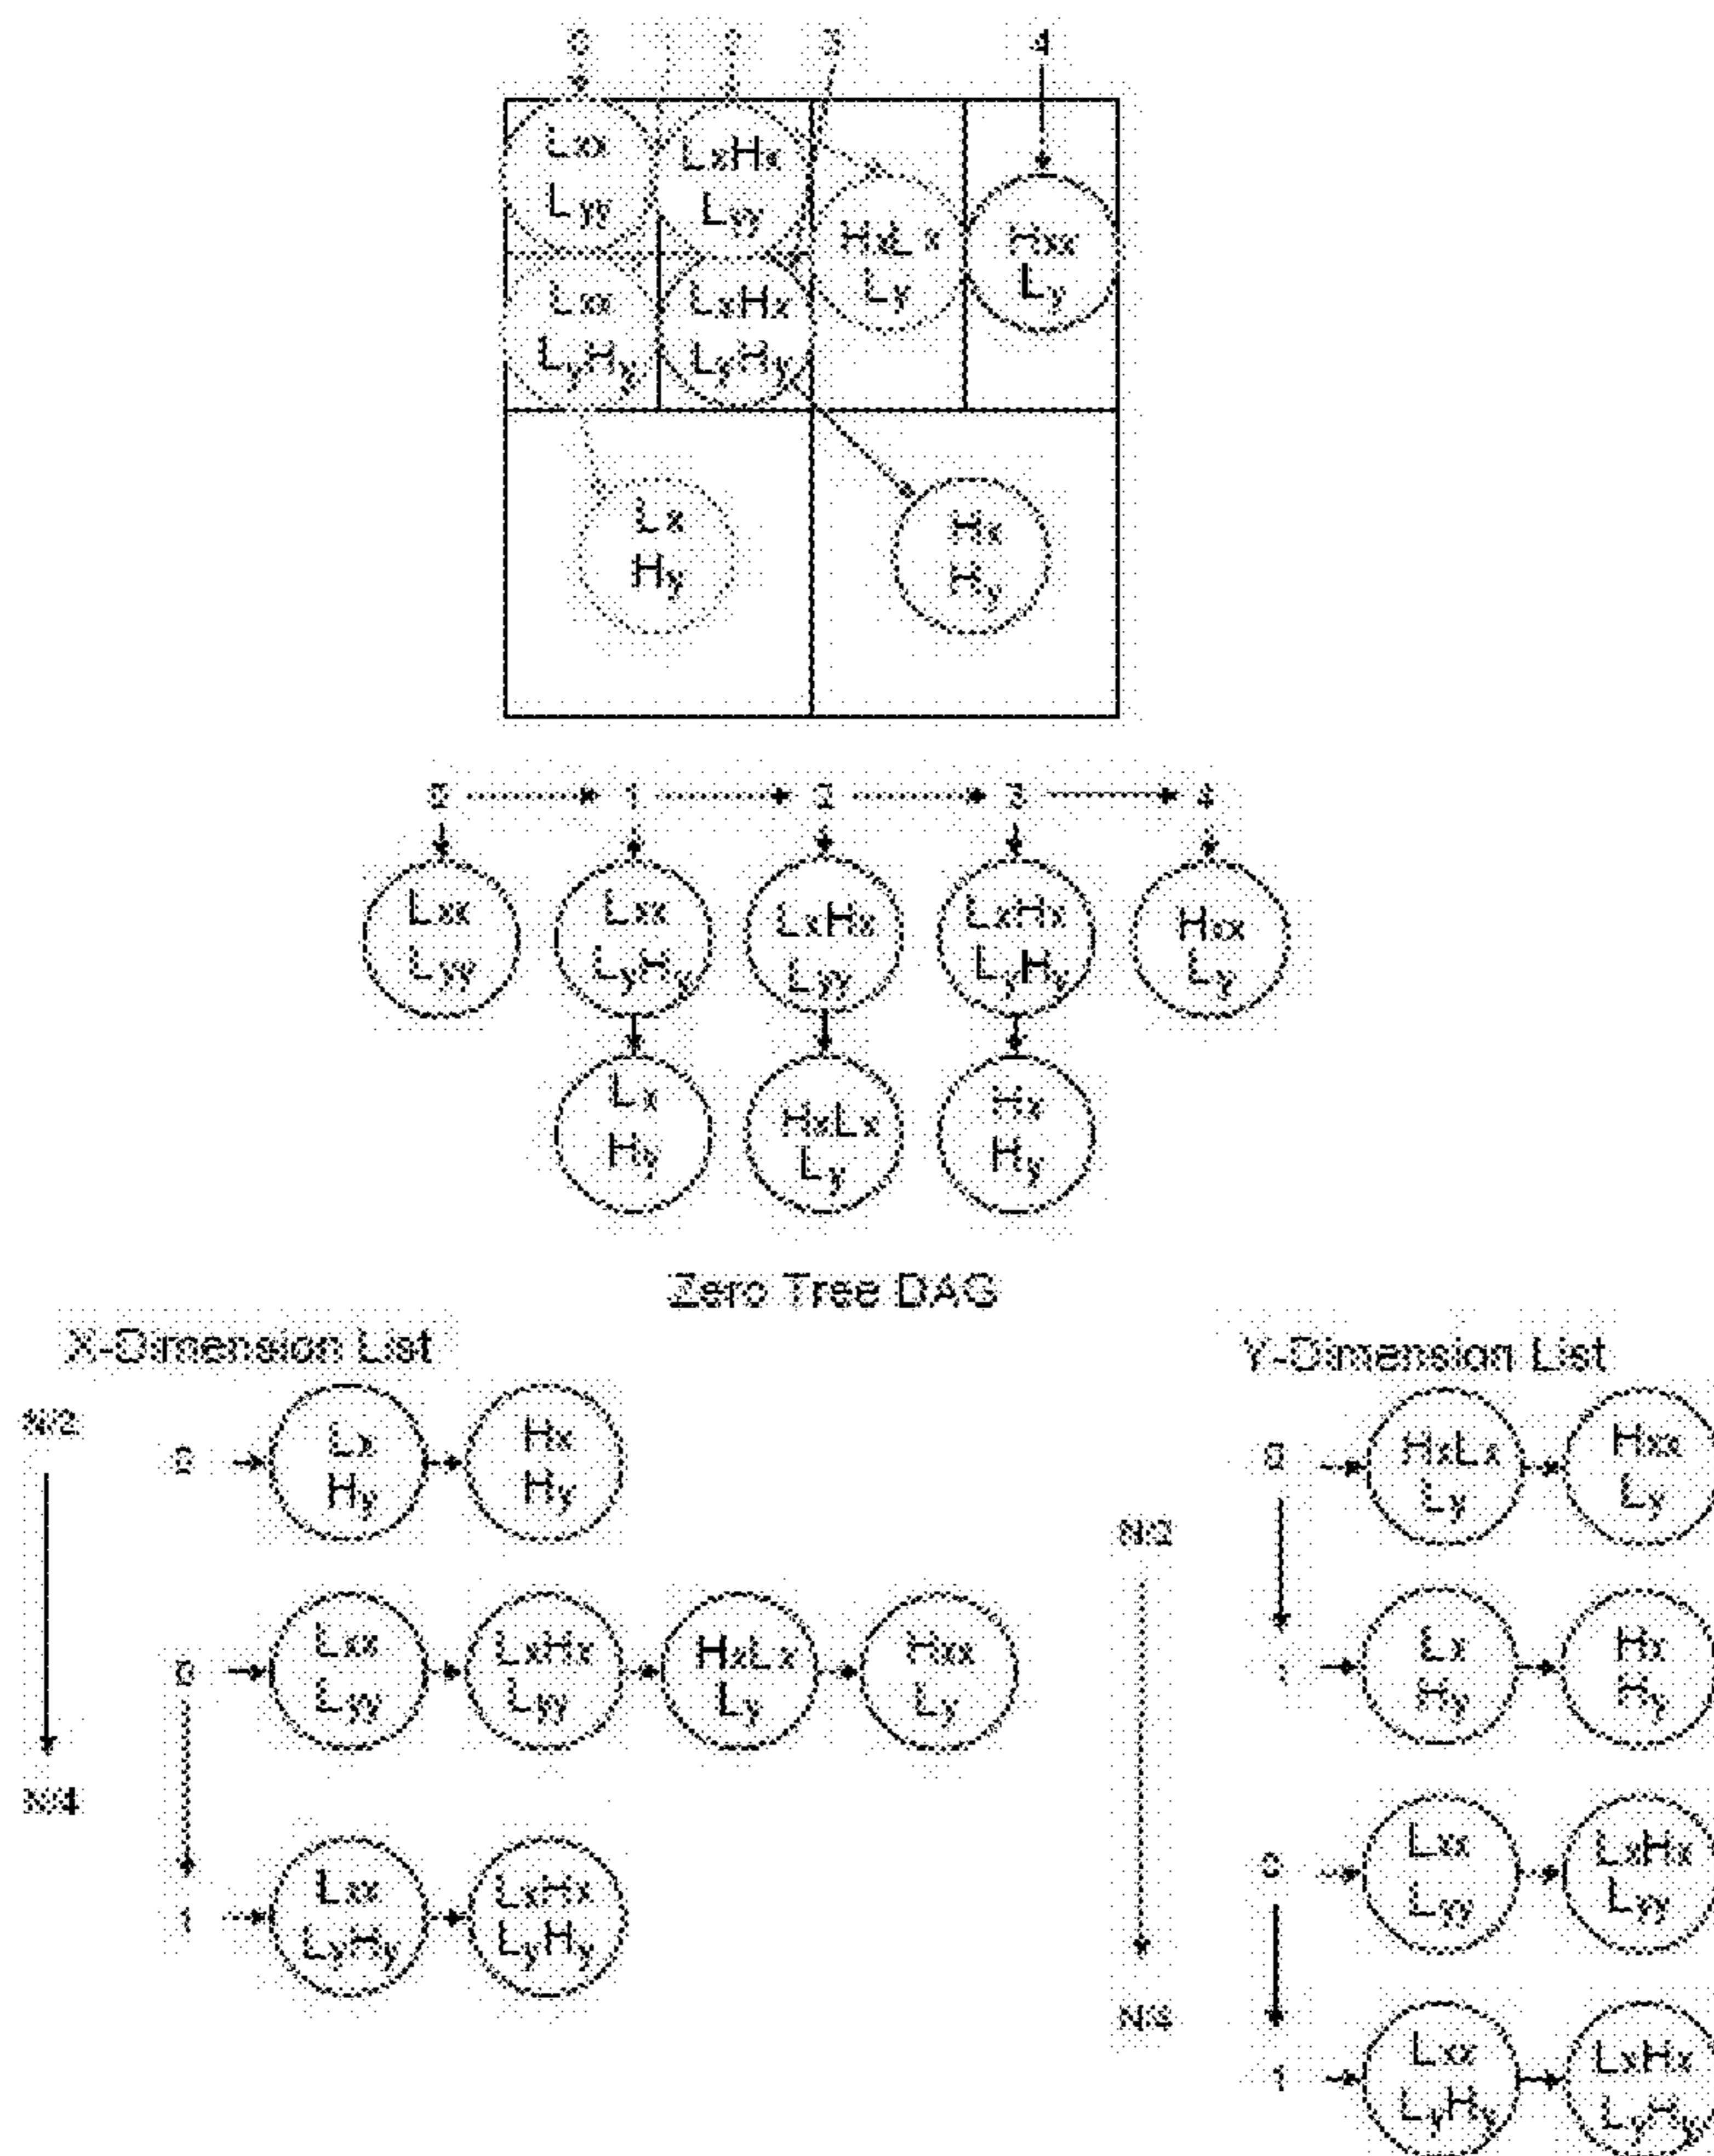 0 1 2 3 4
Lxx LxHx
Lyy Lyy
HxLx Hxx
Ly Ly
Lxx LxHx
LyHy LyHy
Lx Hx
Hy Hy
0 1 2 3 4
Lxx Lxx LxHx LxHx Hxx
Lyy LyHy Lyy LyHy Ly
Lx HxLx Hx
Hy Ly Hy
Zero Tree DAG
X-Dimension List
N/2
0 Lx Hx
Hy Hy
0 Lxx LxHx HxLx Hxx
Lyy Lyy Ly Ly
N/4
1 Lxx LxHx
LyHy LyHy
Y-Dimension List
0 HxLx Hxx
Ly Ly
N/2
1 Lx Hx
Hy Hy
0 Lxx LxHx
Lyy Lyy
N/4
1 Lxx LxHx
LyHy LyHy